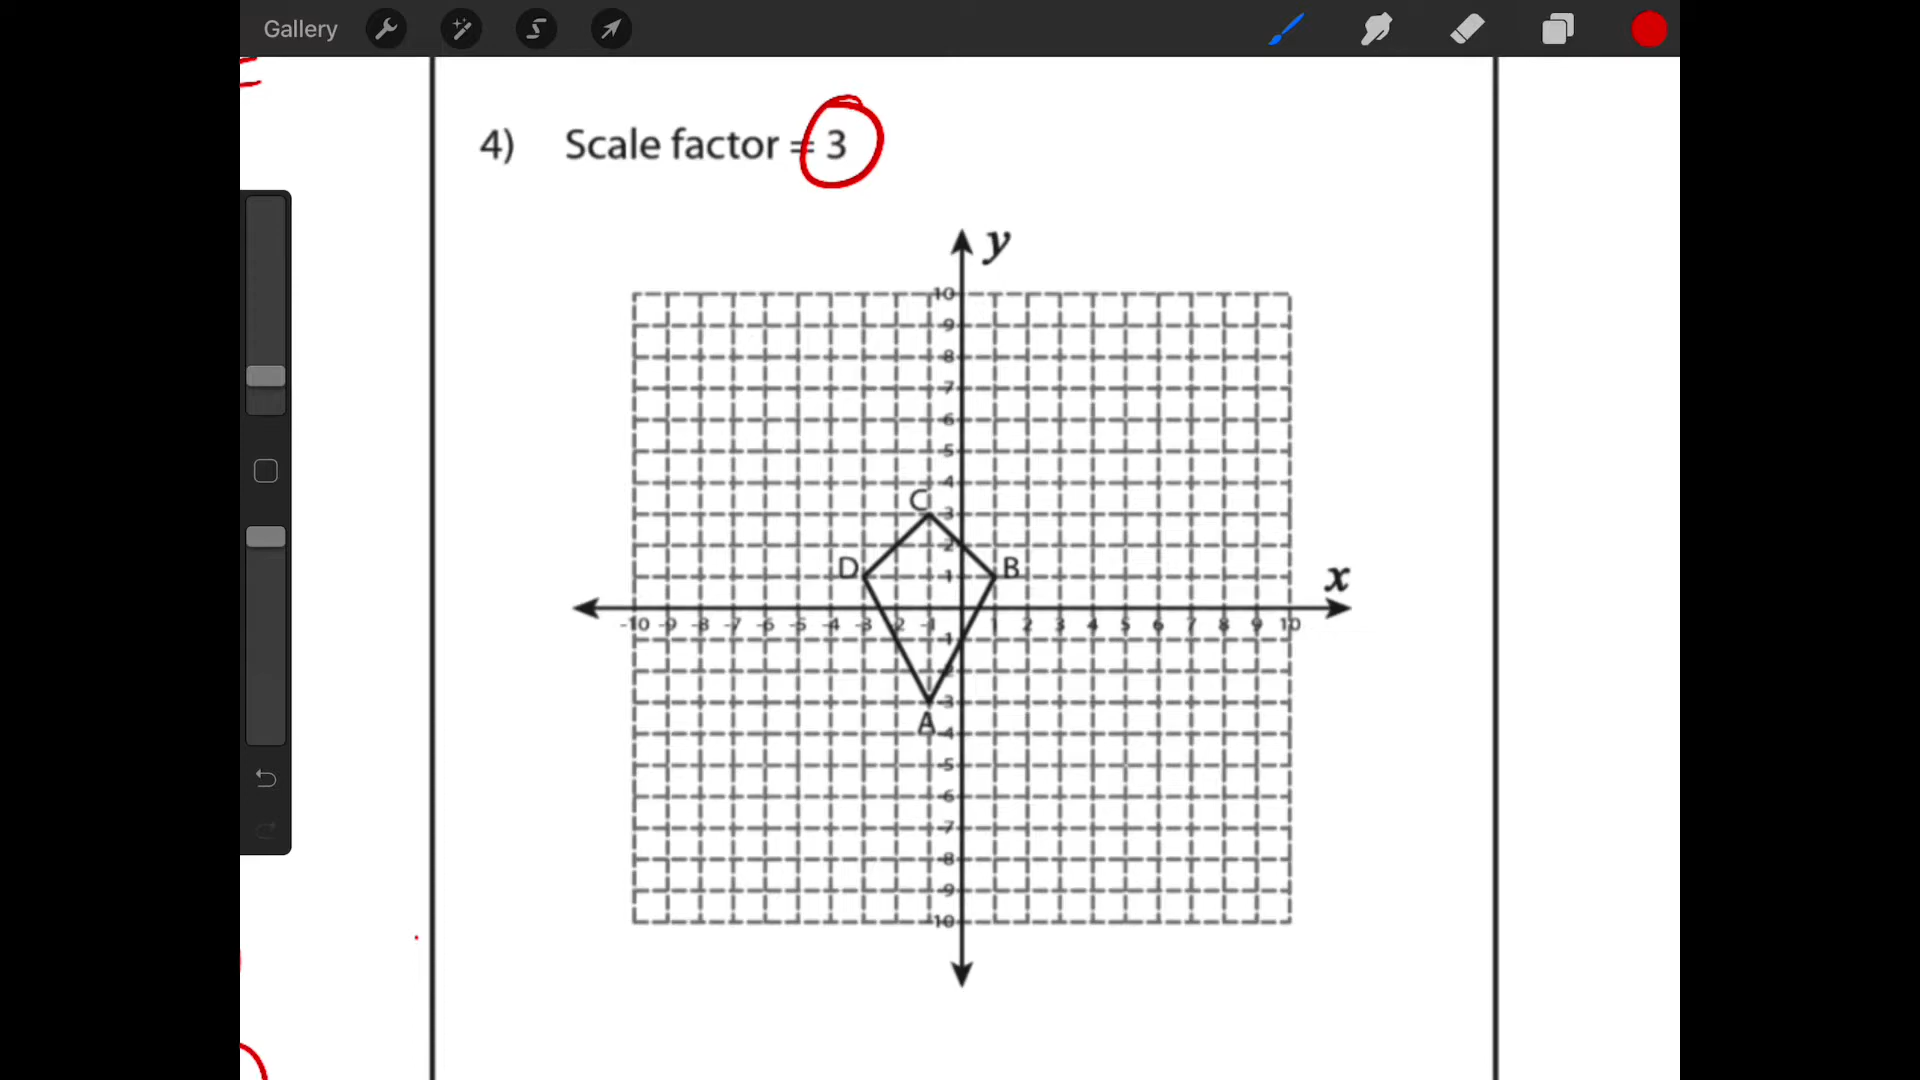 Gallery
4) Scale factor = 3
y
10
9
8
7
6
5
4
C
3
2
D
1
B
x
-10 -9 -8 -7 -6 -5 -4 -3 -2 -1 1 2 3 4 5 6 7 8 9 10
-1
-2
-3
A
-4
-5
-6
-7
-8
-9
-10